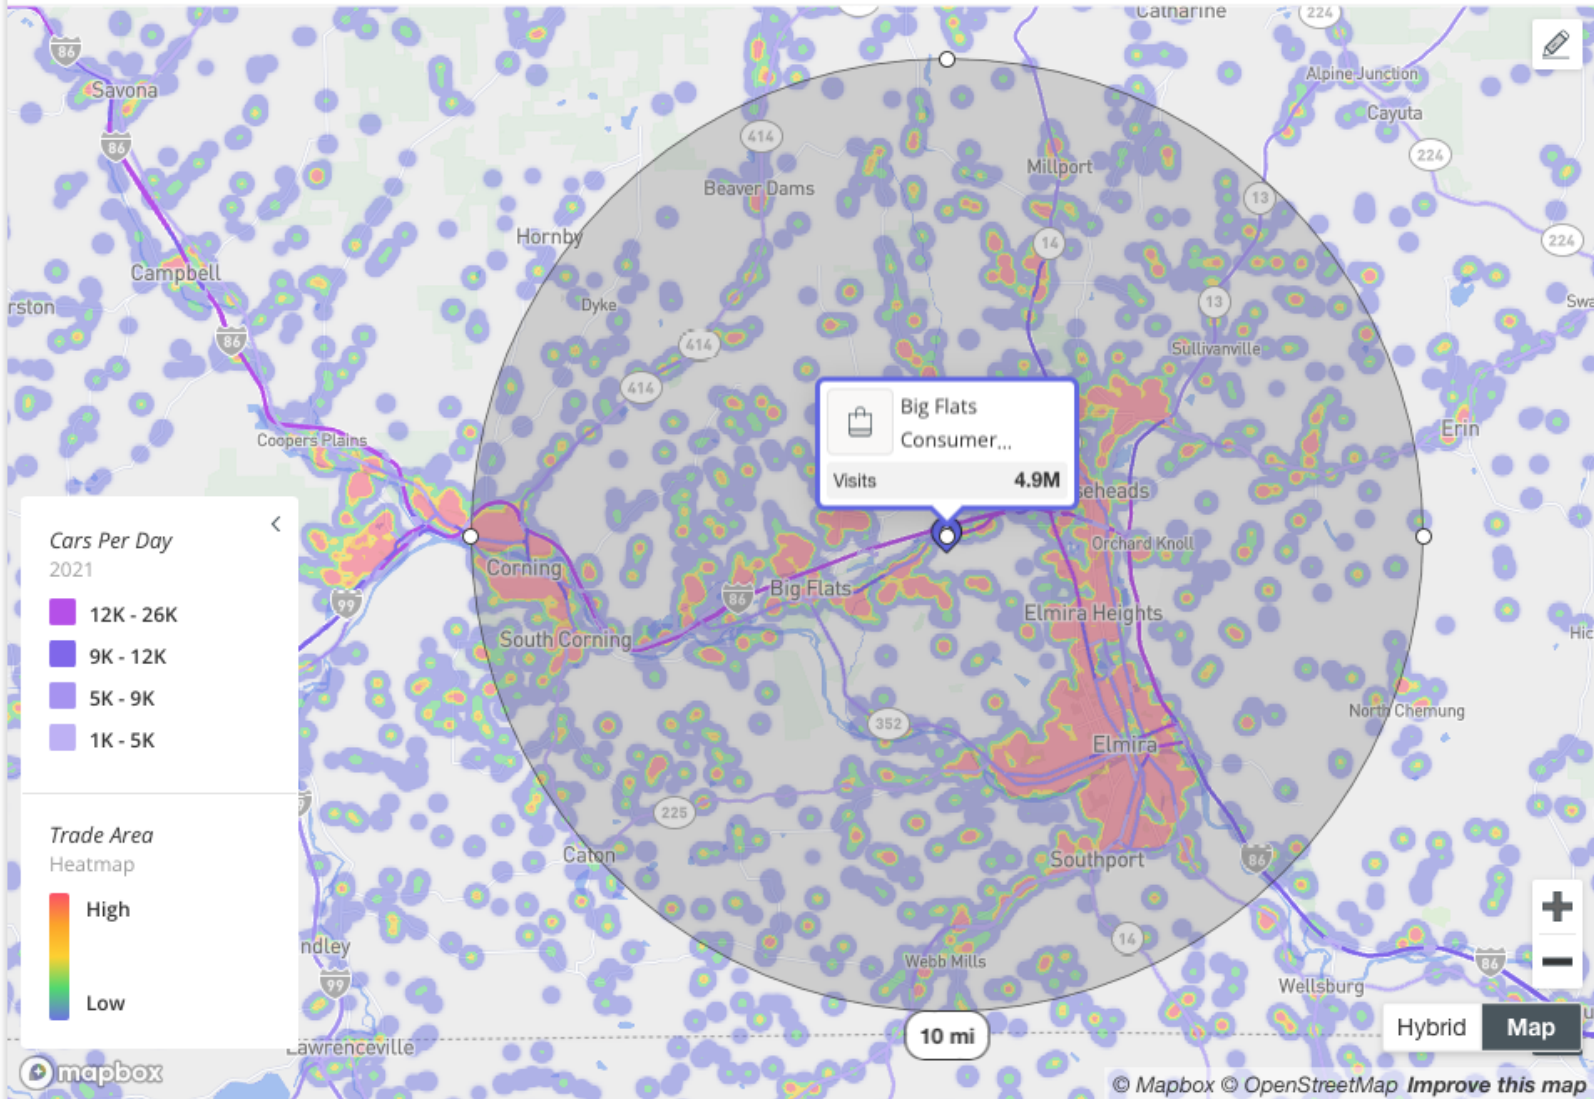 Catharine
224
86
Savona
Alpine Junction
Cayuta
414
86
224
Millport
Beaver Dams
13
Hornby
14
224
Campbell
rston
Dyke
13
Swa
86
414
Sullivanville
414
Big Flats
Consumer...
Visits 4.9M
Coopers Plains
Erin
seheads
Cars Per Day
2021
12K - 26K
9K - 12K
5K - 9K
1K - 5K
Orchard Knoll
Corning
Big Flats
86
99
Elmira Heights
South Corning
Hic
North Chemung
352
Elmira
225
Trade Area
Heatmap
High
Low
Caton
Southport
86
14
ndley
Webb Mills
86
99
Wellsburg
10 mi
Hybrid Map
Lawrenceville
mapbox
© Mapbox © OpenStreetMap Improve this map